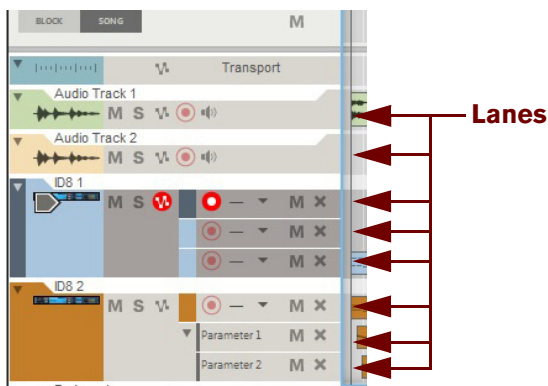 BLOCK SONG M
Transport
Audio Track 1
M S
Lanes
Audio Track 2
M S
ID8 1
M S M
M
M
ID8 2
M S M
Parameter 1 M
Parameter 2 M